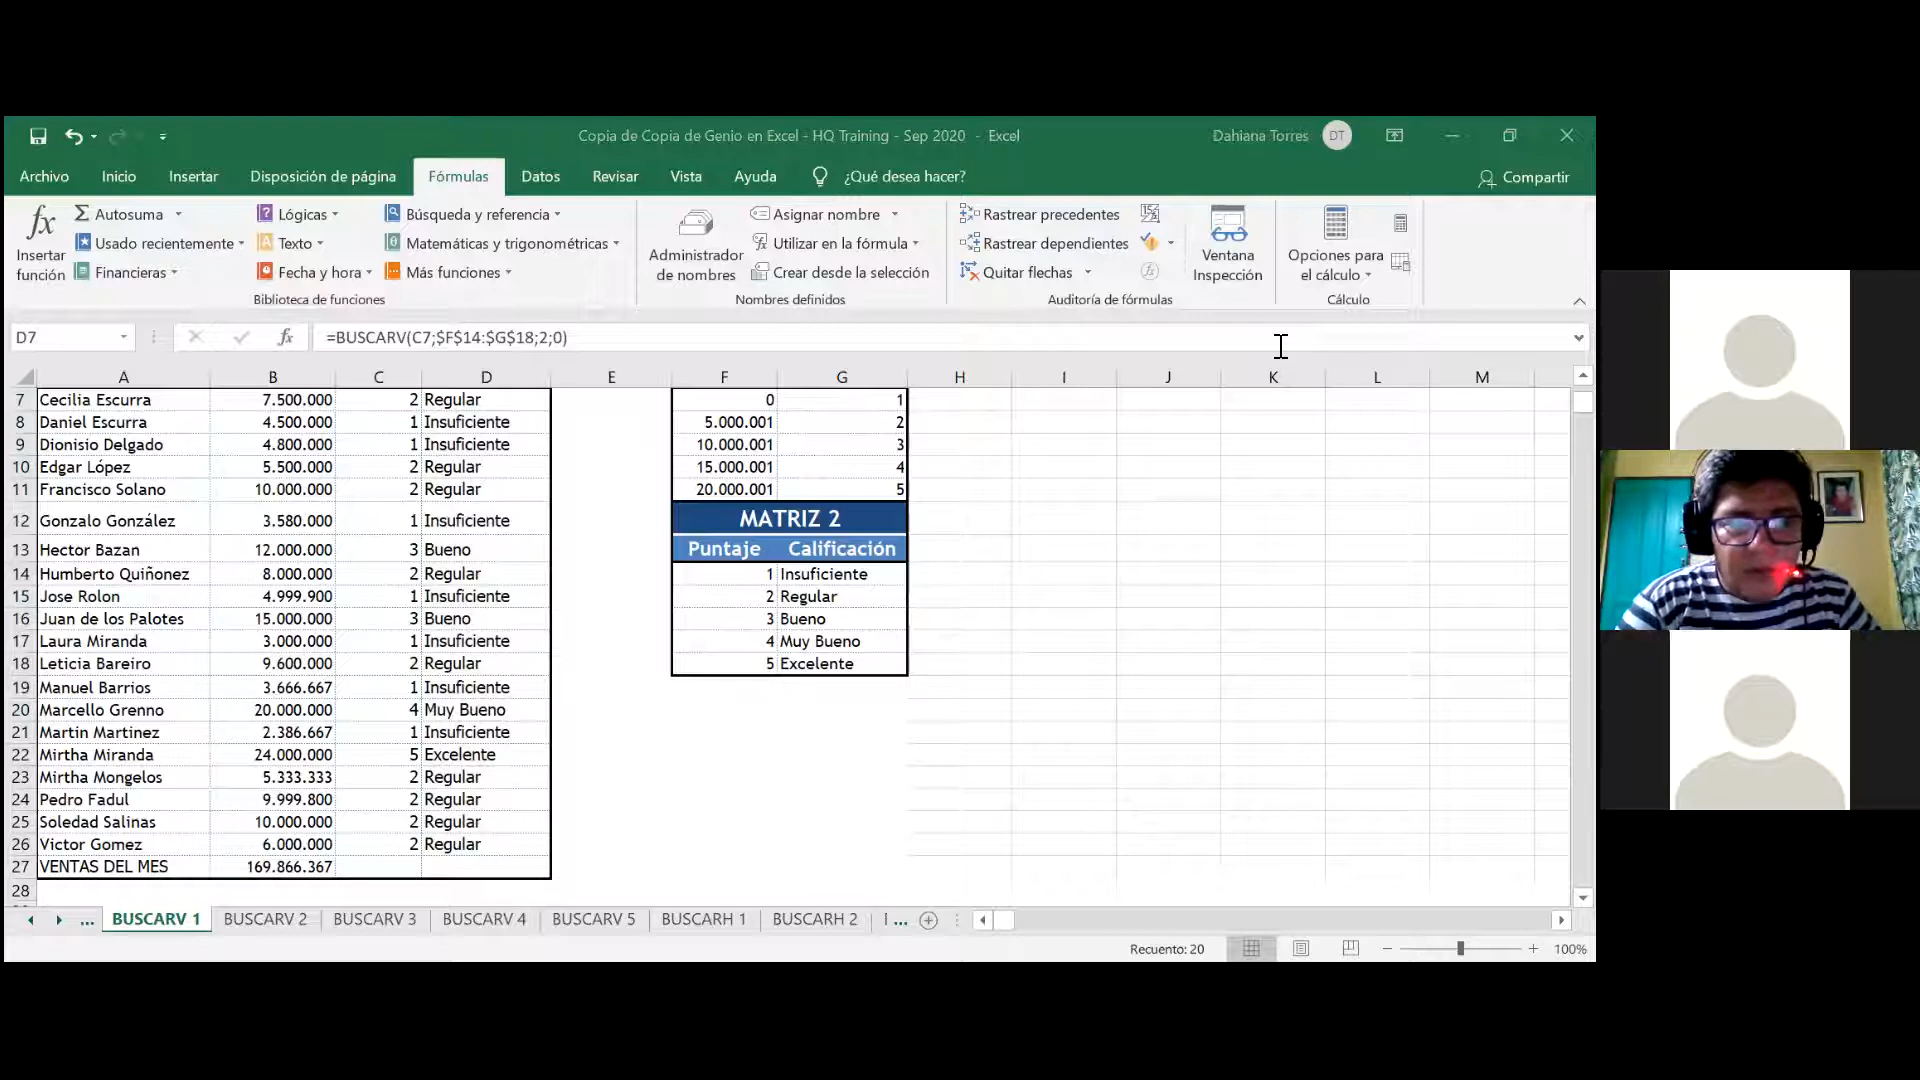 Copia de Copia de Genio en Excel - HQ Training - Sep 2020 - Excel
Dahiana Torres DT
Archivo Inicio Insertar Disposición de página Fórmulas Datos Revisar Vista Ayuda ¿Qué desea hacer? Compartir
fx Σ Autosuma ? Lógicas Búsqueda y referencia Asignar nombre Rastrear precedentes
Usado recientemente A Texto θ Matemáticas y trigonométricas Utilizar en la fórmula Rastrear dependientes
Financieras Fecha y hora Más funciones Crear desde la selección Quitar flechas
Insertar función
Administrador de nombres
Ventana Inspección
Opciones para el cálculo
Biblioteca de funciones Nombres definidos Auditoría de fórmulas Cálculo
D7 fx =BUSCARV(C7;$F$14:$G$18;2;0)
A B C D E F G H I J K L M
7 Cecilia Escurra 7.500.000 2 Regular 0 1
8 Daniel Escurra 4.500.000 1 Insuficiente 5.000.001 2
9 Dionisio Delgado 4.800.000 1 Insuficiente 10.000.001 3
10 Edgar López 5.500.000 2 Regular 15.000.001 4
11 Francisco Solano 10.000.000 2 Regular 20.000.001 5
12 Gonzalo González 3.580.000 1 Insuficiente MATRIZ 2
13 Hector Bazan 12.000.000 3 Bueno Puntaje Calificación
14 Humberto Quiñonez 8.000.000 2 Regular 1 Insuficiente
15 Jose Rolon 4.999.900 1 Insuficiente 2 Regular
16 Juan de los Palotes 15.000.000 3 Bueno 3 Bueno
17 Laura Miranda 3.000.000 1 Insuficiente 4 Muy Bueno
18 Leticia Bareiro 9.600.000 2 Regular 5 Excelente
19 Manuel Barrios 3.666.667 1 Insuficiente
20 Marcello Grenno 20.000.000 4 Muy Bueno
21 Martin Martinez 2.386.667 1 Insuficiente
22 Mirtha Miranda 24.000.000 5 Excelente
23 Mirtha Mongelos 5.333.333 2 Regular
24 Pedro Fadul 9.999.800 2 Regular
25 Soledad Salinas 10.000.000 2 Regular
26 Victor Gomez 6.000.000 2 Regular
27 VENTAS DEL MES 169.866.367
28
... BUSCARV 1 BUSCARV 2 BUSCARV 3 BUSCARV 4 BUSCARV 5 BUSCARH 1 BUSCARH 2 ...
Recuento: 20 100%